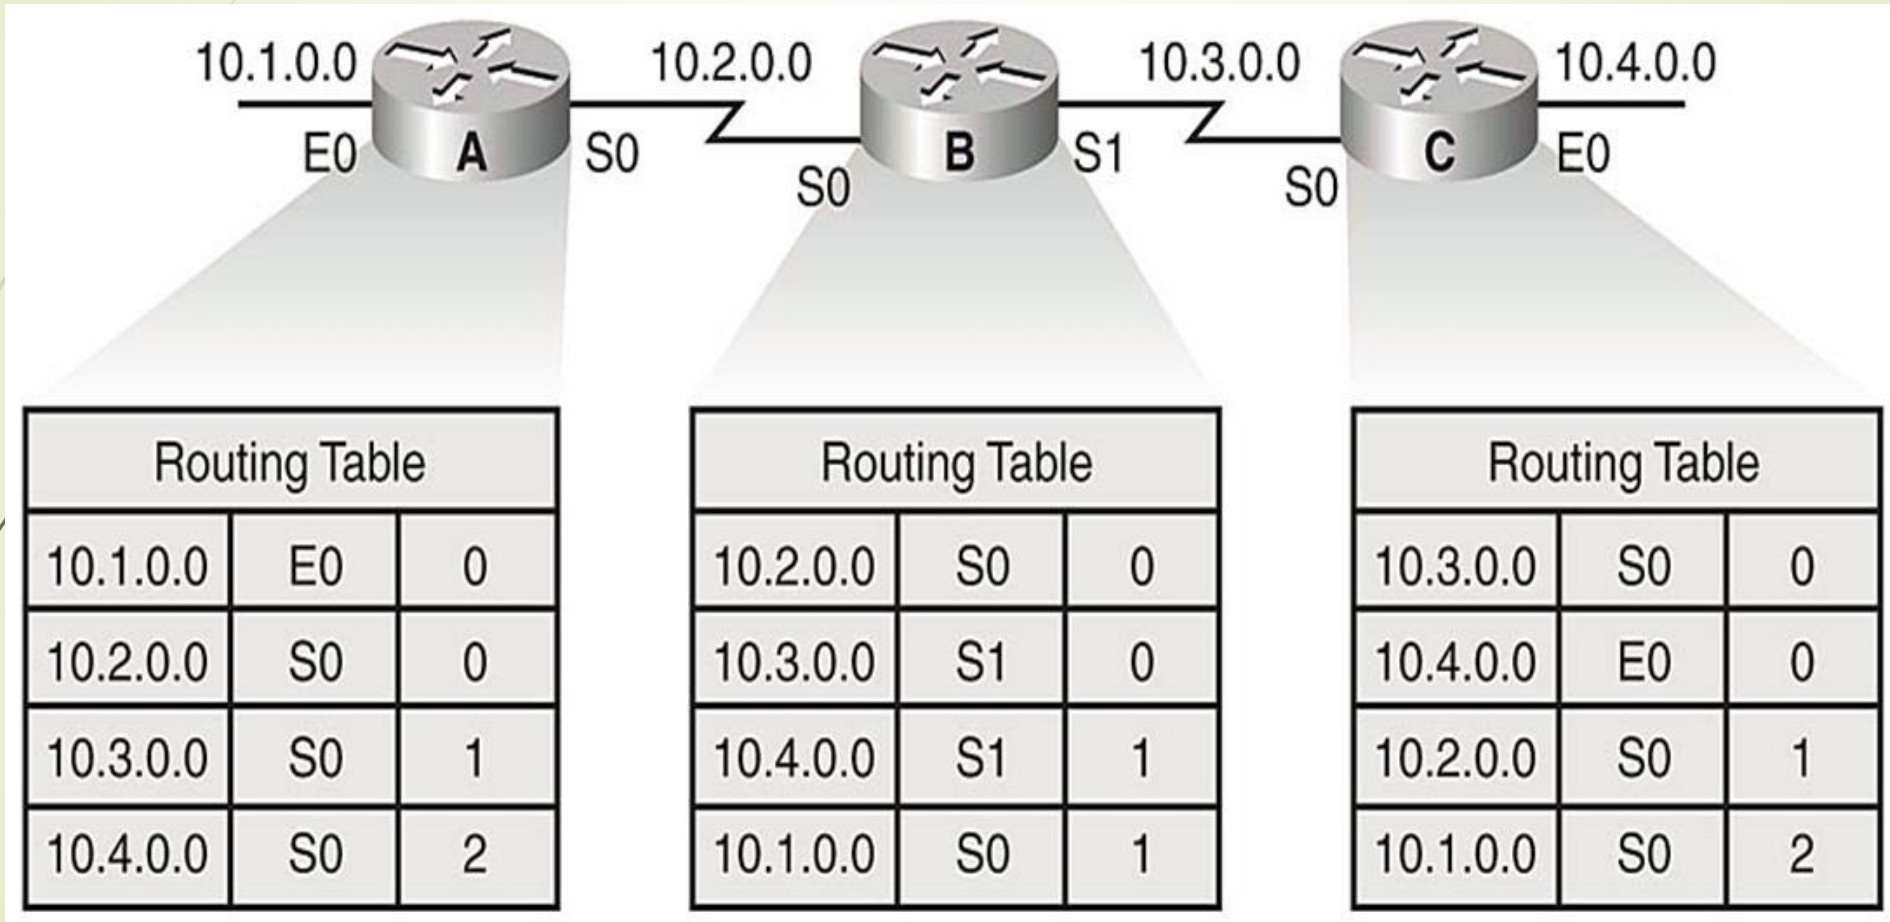 10.1.0.0 10.2.0.0 10.3.0.0 10.4.0.0
E0 A S0 S0 B S1 S0 C E0
Routing Table
10.1.0.0 E0 0
10.2.0.0 S0 0
10.3.0.0 S0 1
10.4.0.0 S0 2
Routing Table
10.2.0.0 S0 0
10.3.0.0 S1 0
10.4.0.0 S1 1
10.1.0.0 S0 1
Routing Table
10.3.0.0 S0 0
10.4.0.0 E0 0
10.2.0.0 S0 1
10.1.0.0 S0 2